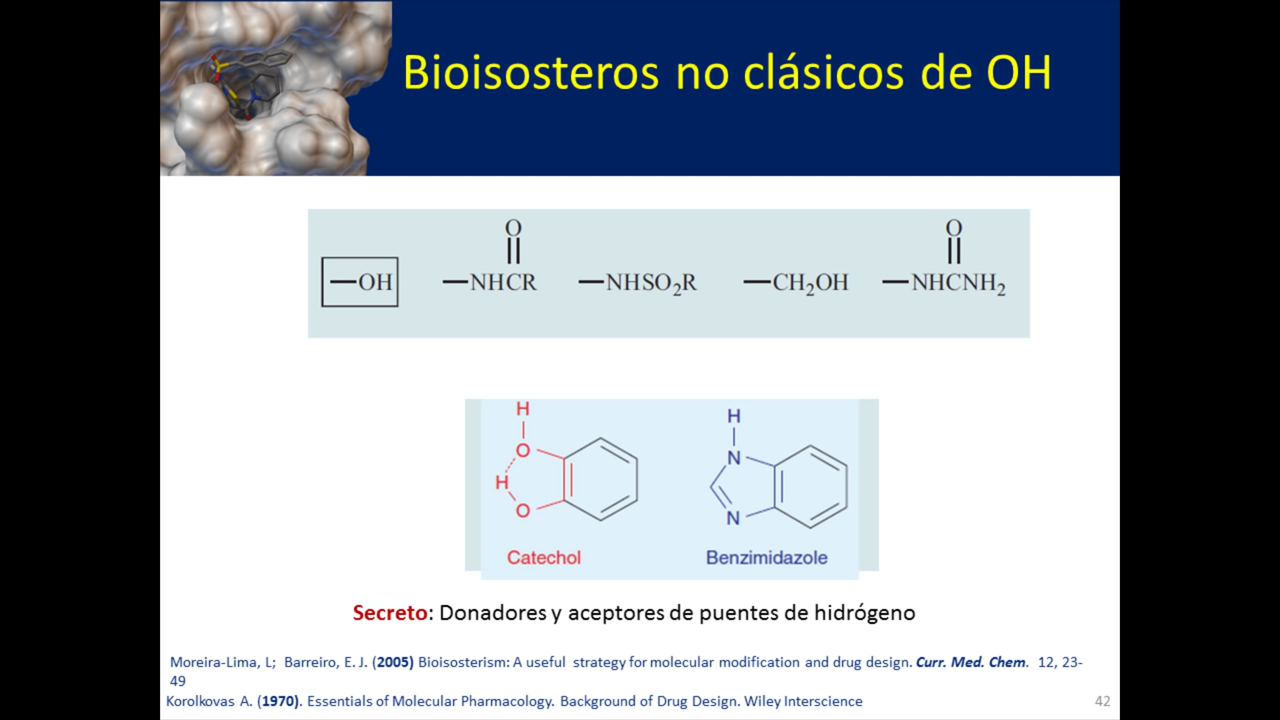 Bioisosteros no clásicos de OH
O O
—OH —NHCR —NHSO₂R —CH₂OH —NHCNH₂
H H
O N
H
O N
Catechol Benzimidazole
Secreto: Donadores y aceptores de puentes de hidrógeno
Moreira-Lima, L; Barreiro, E. J. (2005) Bioisosterism: A useful strategy for molecular modification and drug design. Curr. Med. Chem. 12, 23-
49
Korolkovas A. (1970). Essentials of Molecular Pharmacology. Background of Drug Design. Wiley Interscience 42